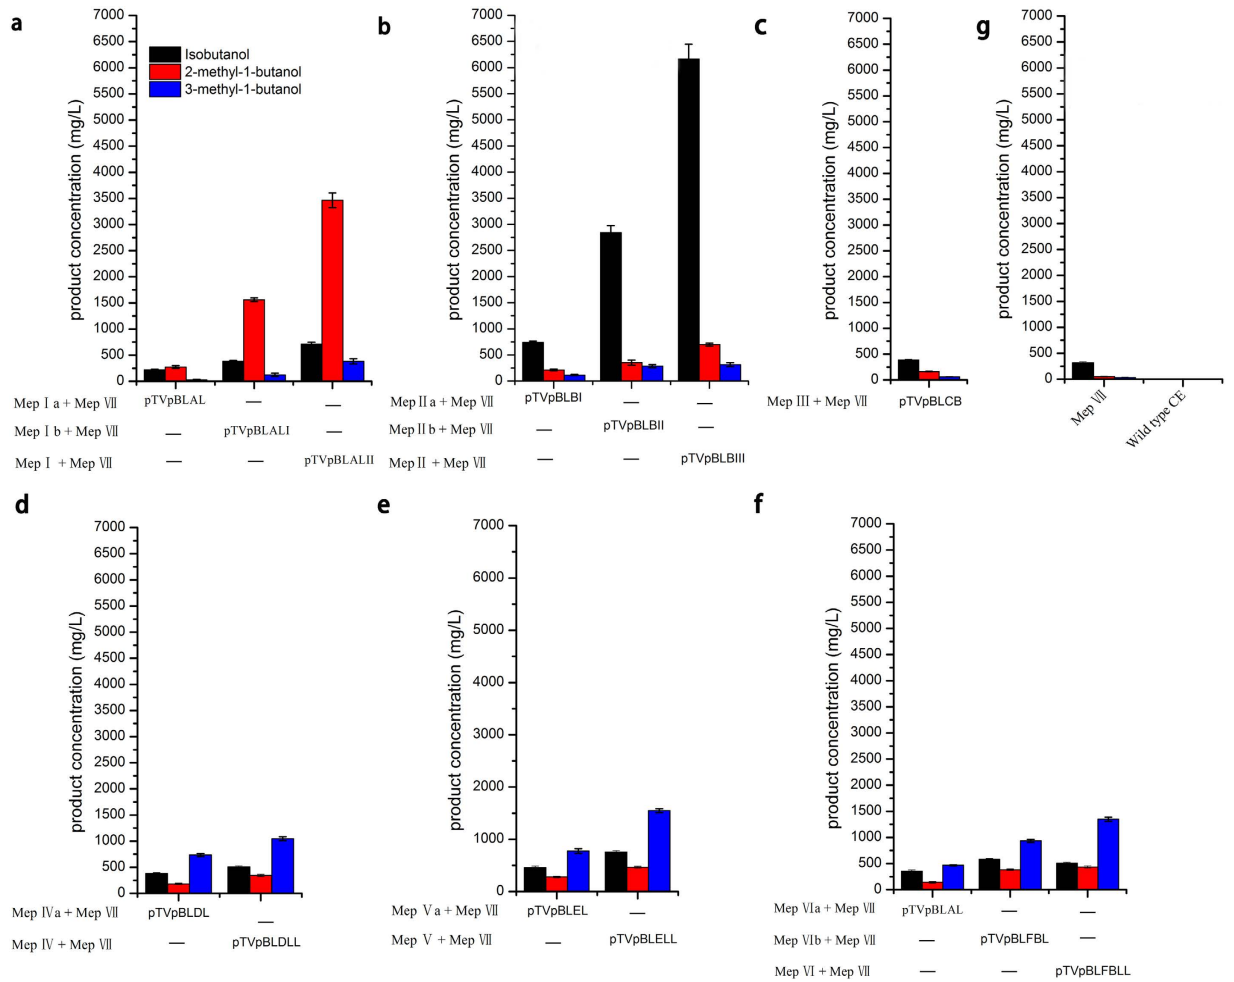 a
7000
6500
6000
5500
5000
4500
4000
3500
3000
2500
2000
1500
1000
500
0
product concentration (mg/L)
Isobutanol
2-methyl-1-butanol
3-methyl-1-butanol
Mep Ⅰ a + Mep Ⅶ pTVpBLAL — —
Mep Ⅰ b + Mep Ⅶ — pTVpBLALI —
Mep Ⅰ + Mep Ⅶ — — pTVpBLALII
b
7000
6500
6000
5500
5000
4500
4000
3500
3000
2500
2000
1500
1000
500
0
product concentration (mg/L)
Mep Ⅱ a + Mep Ⅶ pTVpBLBI — —
Mep Ⅱ b + Mep Ⅶ — pTVpBLBII —
Mep Ⅱ + Mep Ⅶ — — pTVpBLBIII
c
7000
6500
6000
5500
5000
4500
4000
3500
3000
2500
2000
1500
1000
500
0
product concentration (mg/L)
Mep III + Mep Ⅶ pTVpBLCB
g
7000
6500
6000
5500
5000
4500
4000
3500
3000
2500
2000
1500
1000
500
0
product concentration (mg/L)
Mep Ⅶ
Wild type CE
d
7000
6500
6000
5500
5000
4500
4000
3500
3000
2500
2000
1500
1000
500
0
product concentration (mg/L)
Mep Ⅳa + Mep Ⅶ pTVpBLDL —
Mep Ⅳ + Mep Ⅶ — pTVpBLDLL
e
7000
6000
5000
4000
3000
2000
1000
0
product concentration (mg/L)
Mep Ⅴ a + Mep Ⅶ pTVpBLEL —
Mep Ⅴ + Mep Ⅶ — pTVpBLELL
f
7000
6500
6000
5500
5000
4500
4000
3500
3000
2500
2000
1500
1000
500
0
product concentration (mg/L)
Mep Ⅵa + Mep Ⅶ pTVpBLAL — —
Mep Ⅵb + Mep Ⅶ — pTVpBLFBL —
Mep Ⅵ + Mep Ⅶ — — pTVpBLFBLL